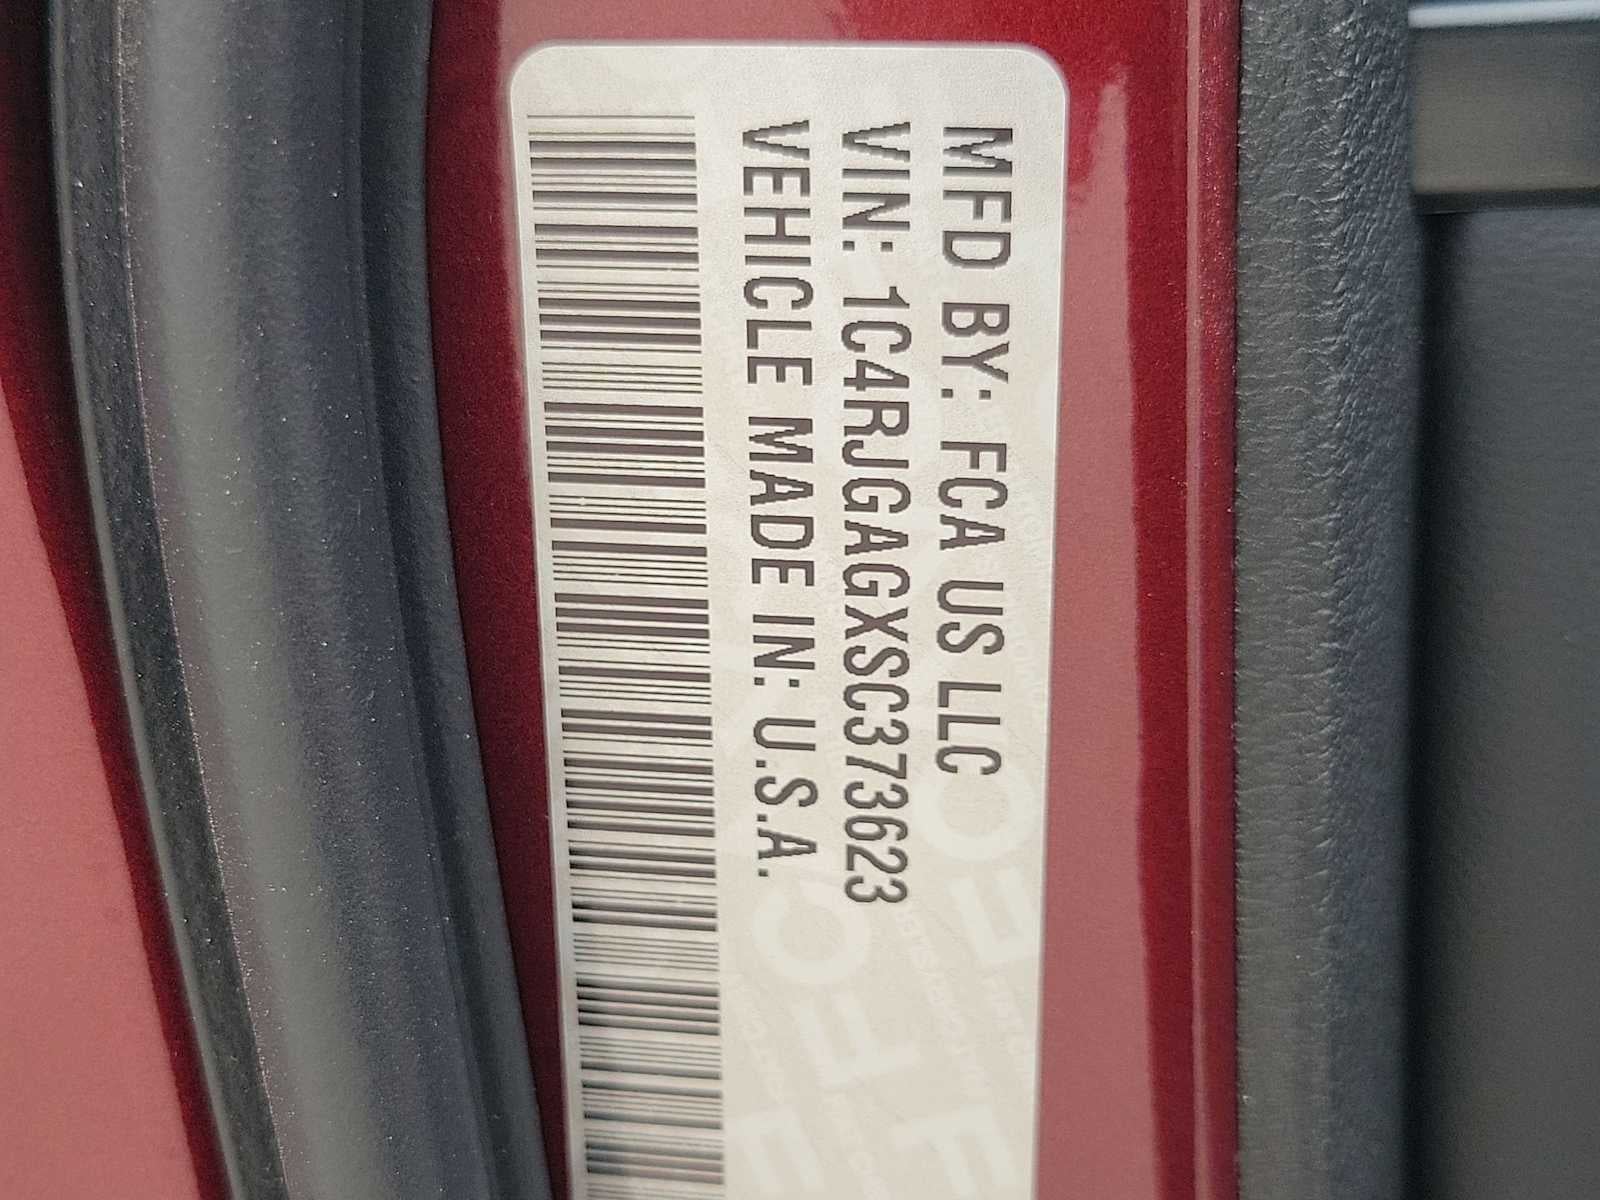 MFD BY: FCA US LLC
VIN: 1C4RJGAGXSC373623
VEHICLE MADE IN: U.S.A.